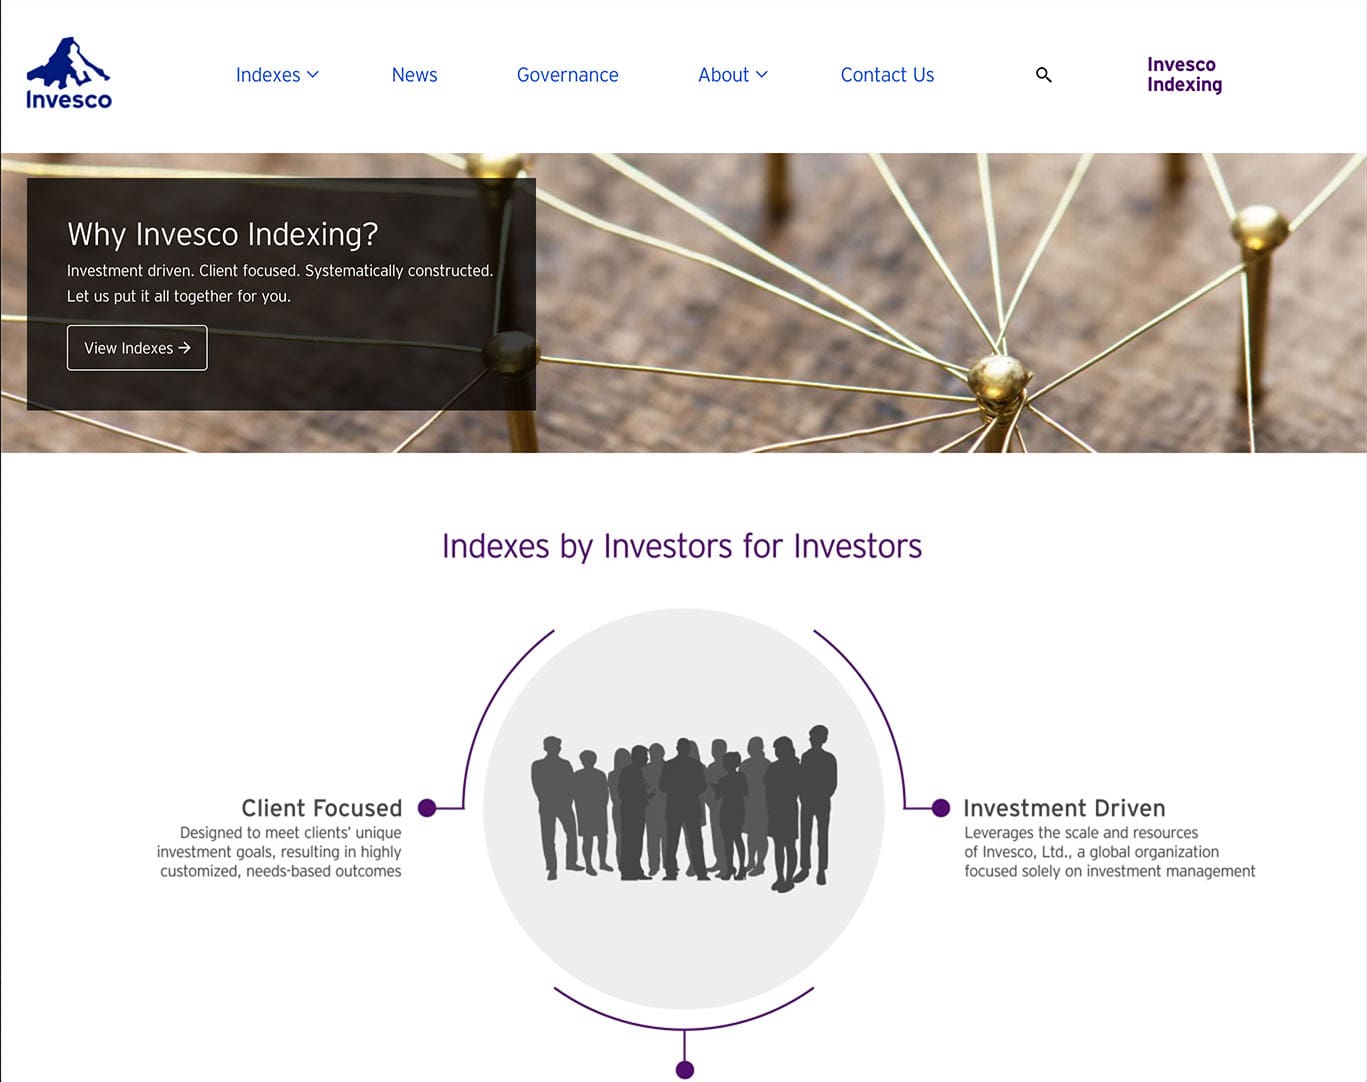 Invesco
Indexes
News
Governance
About
Contact Us
Invesco
Indexing
Why Invesco Indexing?
Investment driven. Client focused. Systematically constructed.
Let us put it all together for you.
View Indexes →
Indexes by Investors for Investors
Client Focused
Designed to meet clients' unique
investment goals, resulting in highly
customized, needs-based outcomes
Investment Driven
Leverages the scale and resources
of Invesco, Ltd., a global organization
focused solely on investment management